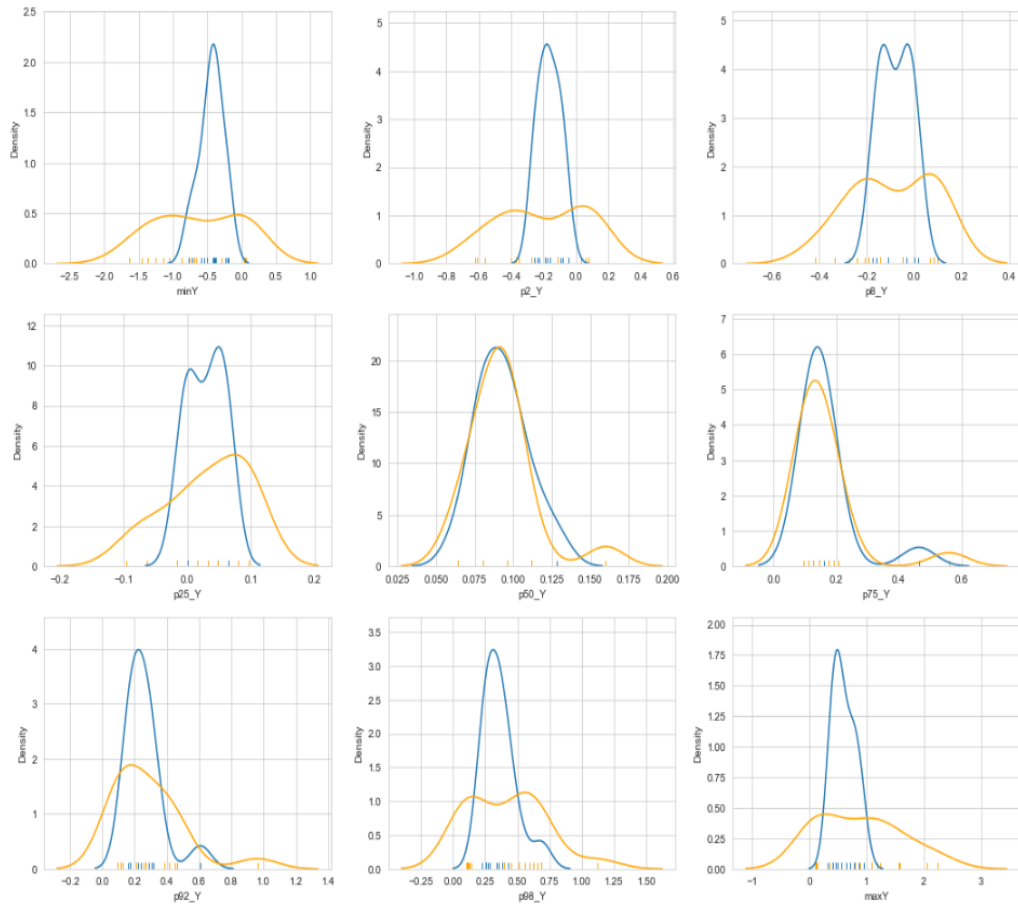 2.5
2.0
1.5
1.0
0.5
0.0
Density
−2.5 −2.0 −1.5 −1.0 −0.5 0.0 0.5 1.0
minY
5
4
3
2
1
0
Density
−1.0 −0.8 −0.6 −0.4 −0.2 0.0 0.2 0.4 0.6
p2_Y
5
4
3
2
1
0
Density
−0.6 −0.4 −0.2 0.0 0.2 0.4
p8_Y
12
10
8
6
4
2
0
Density
−0.2 −0.1 0.0 0.1 0.2
p25_Y
20
15
10
5
0
Density
0.025 0.050 0.075 0.100 0.125 0.150 0.175 0.200
p50_Y
7
6
5
4
3
2
1
0
Density
0.0 0.2 0.4 0.6
p75_Y
4
3
2
1
0
Density
−0.2 0.0 0.2 0.4 0.6 0.8 1.0 1.2 1.4
p92_Y
3.5
3.0
2.5
2.0
1.5
1.0
0.5
0.0
Density
−0.25 0.00 0.25 0.50 0.75 1.00 1.25 1.50
p98_Y
2.00
1.75
1.50
1.25
1.00
0.75
0.50
0.25
0.00
Density
−1 0 1 2 3
maxY